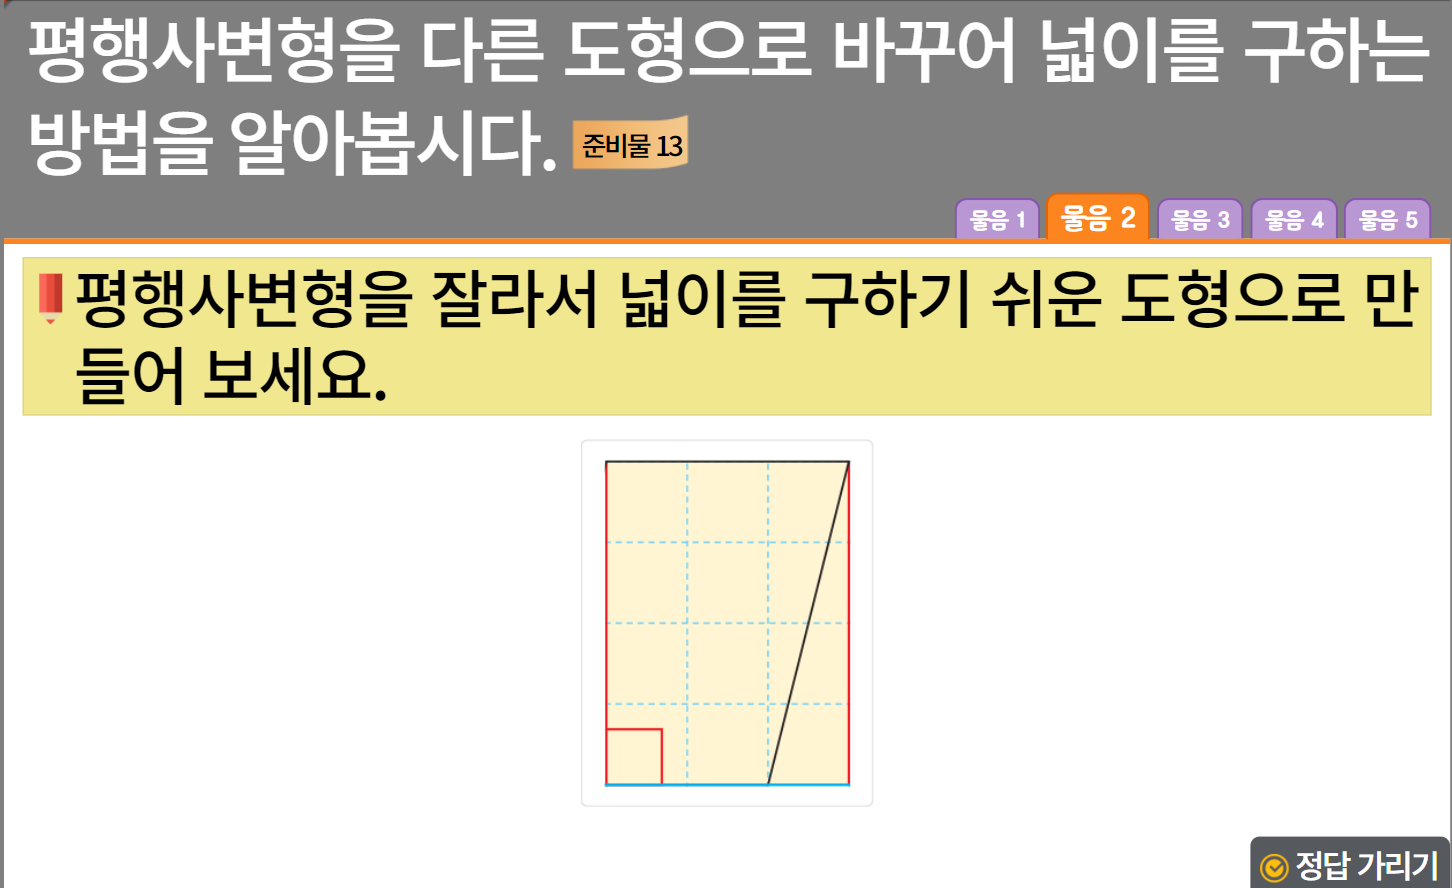 평행사변형을 다른 도형으로 바꾸어 넓이를 구하는
방법을 알아봅시다. 준비물 13
물음 1 물음 2 물음 3 물음 4 물음 5
평행사변형을 잘라서 넓이를 구하기 쉬운 도형으로 만
들어 보세요.
정답 가리기